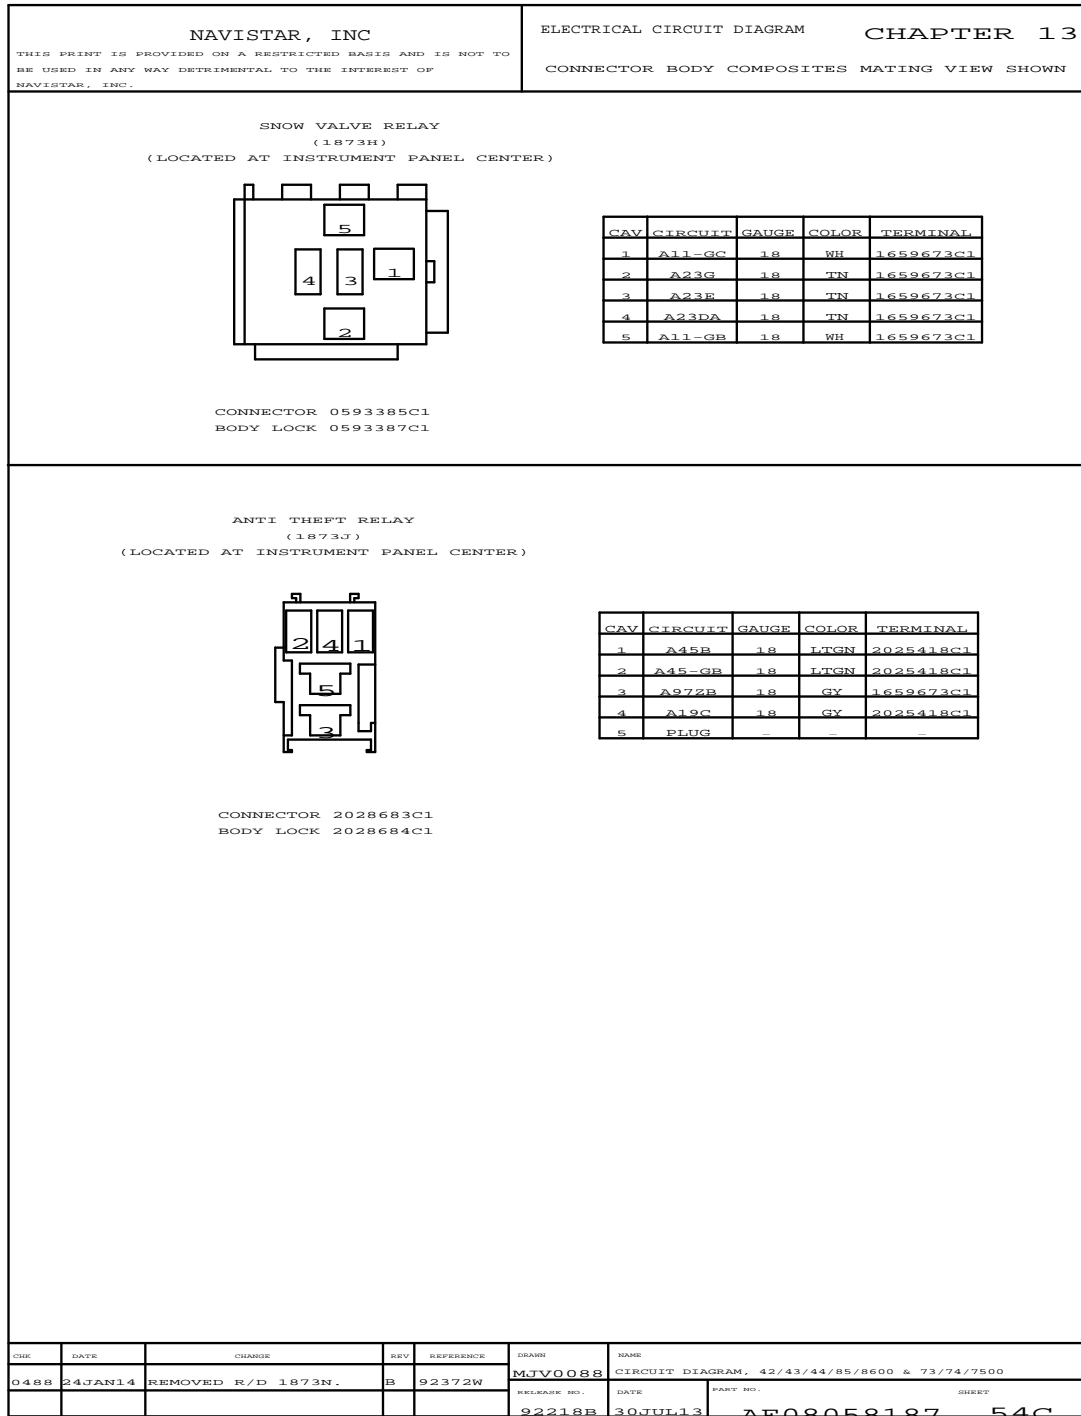 NAVISTAR, INC
THIS PRINT IS PROVIDED ON A RESTRICTED BASIS AND IS NOT TO
BE USED IN ANY WAY DETRIMENTAL TO THE INTEREST OF
NAVISTAR, INC.
ELECTRICAL CIRCUIT DIAGRAM CHAPTER 13
CONNECTOR BODY COMPOSITES MATING VIEW SHOWN
SNOW VALVE RELAY
(1873H)
(LOCATED AT INSTRUMENT PANEL CENTER)
5
4 3 1
2
CAV CIRCUIT GAUGE COLOR TERMINAL
1 A11-GC 18 WH 1659673C1
2 A23G 18 TN 1659673C1
3 A23E 18 TN 1659673C1
4 A23DA 18 TN 1659673C1
5 A11-GB 18 WH 1659673C1
CONNECTOR 0593385C1
BODY LOCK 0593387C1
ANTI THEFT RELAY
(1873J)
(LOCATED AT INSTRUMENT PANEL CENTER)
2 4 1
5
3
CAV CIRCUIT GAUGE COLOR TERMINAL
1 A45B 18 LTGN 2025418C1
2 A45-GB 18 LTGN 2025418C1
3 A97ZB 18 GY 1659673C1
4 A19C 18 GY 2025418C1
5 PLUG - - -
CONNECTOR 2028683C1
BODY LOCK 2028684C1
CHK DATE CHANGE REV REFERENCE
0488 24JAN14 REMOVED R/D 1873N. B 92372W
DRAWN
MJV0088
NAME
CIRCUIT DIAGRAM, 42/43/44/85/8600 & 73/74/7500
RELEASE NO. DATE PART NO. SHEET
92218B 30JUL13 AF08058187 54C